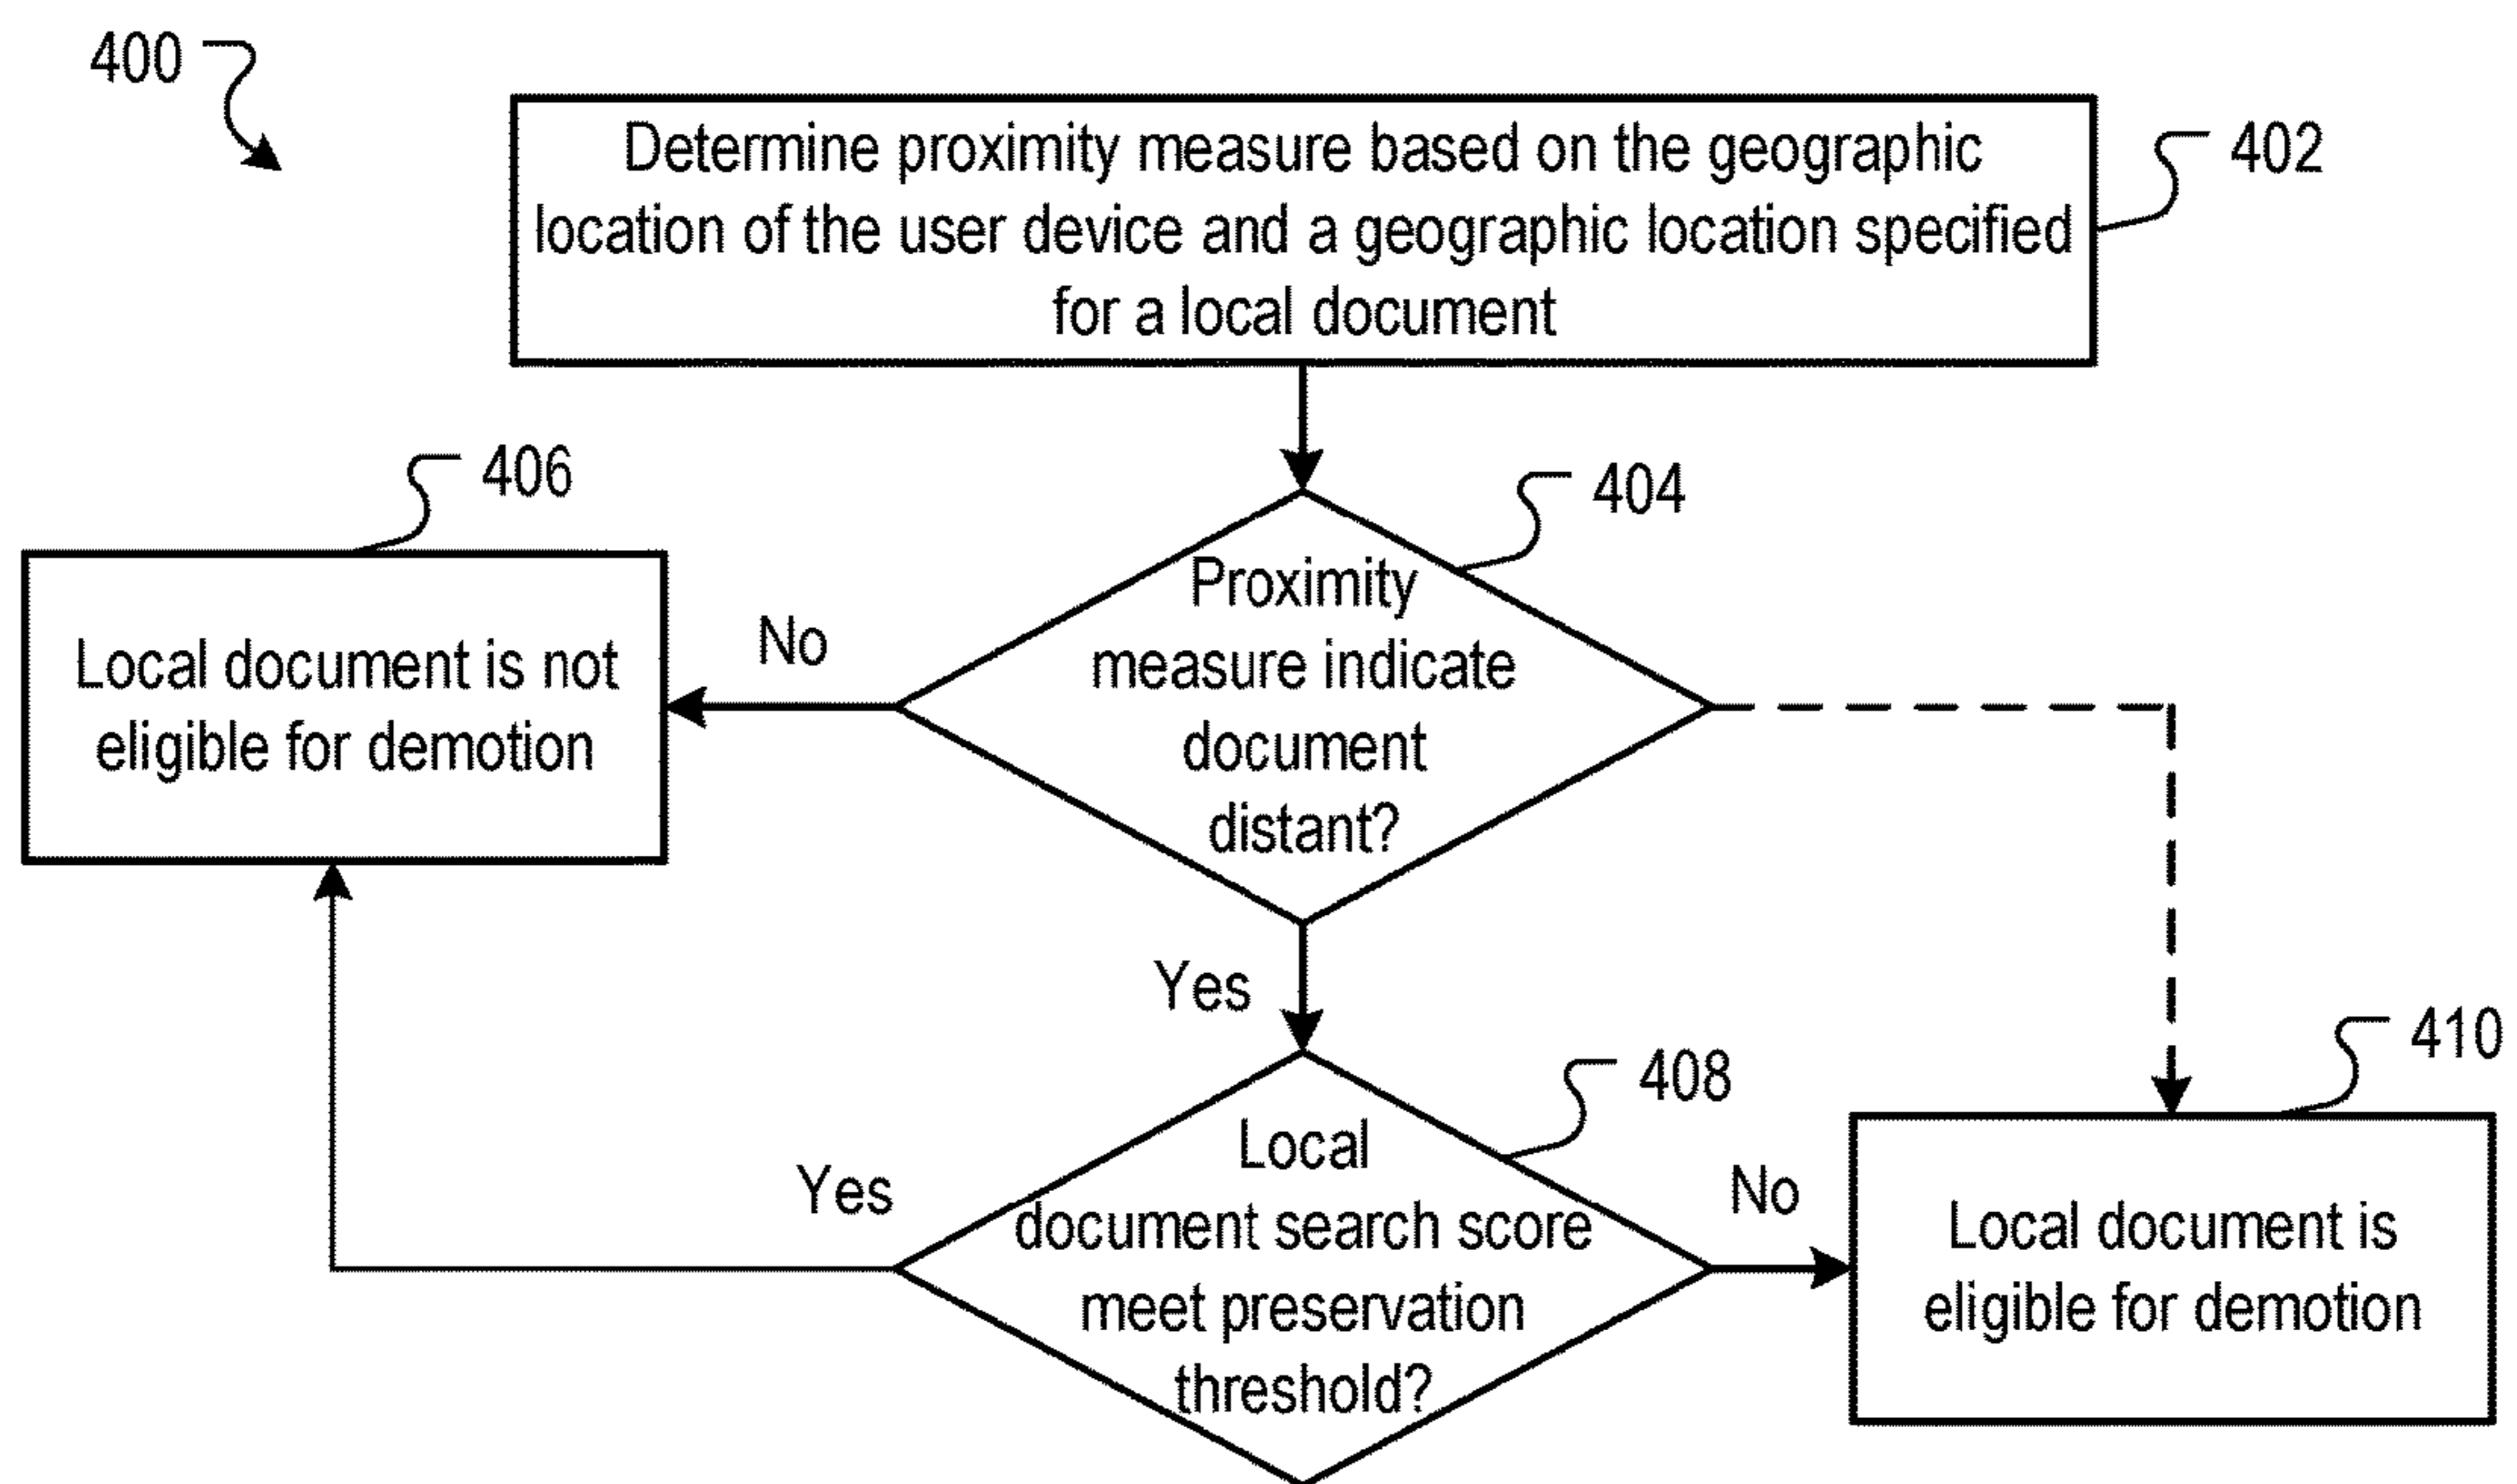 400
Determine proximity measure based on the geographic
location of the user device and a geographic location specified
for a local document
402
406
404
Local document is not
eligible for demotion
No
Proximity
measure indicate
document
distant?
Yes
408
410
Yes
Local
document search score
meet preservation
threshold?
No
Local document is
eligible for demotion